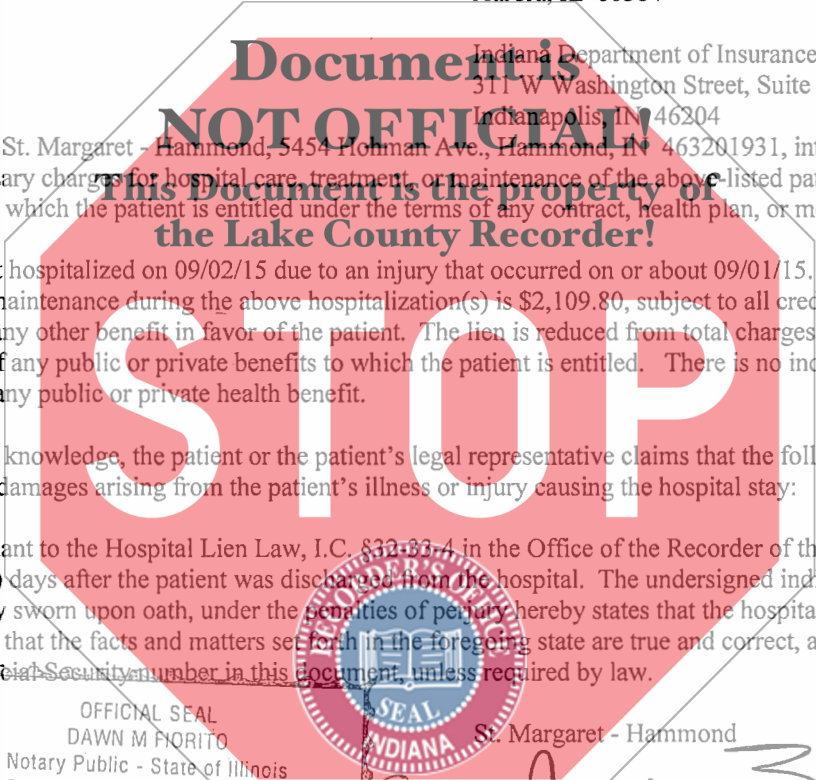 Indiana Department of Insurance
311 W Washington Street, Suite
Indianapolis, IN 46204
Document is
NOT OFFICIAL!
This Document is the property of
the Lake County Recorder!
STOP
St. Margaret - Hammond, 5454 Hohman Ave., Hammond, IN 463201931, int
ary charges for hospital care, treatment, or maintenance of the above-listed pat
which the patient is entitled under the terms of any contract, health plan, or m
t hospitalized on 09/02/15 due to an injury that occurred on or about 09/01/15.
aintenance during the above hospitalization(s) is $2,109.80, subject to all cred
ny other benefit in favor of the patient. The lien is reduced from total charges
f any public or private benefits to which the patient is entitled. There is no ind
any public or private health benefit.
knowledge, the patient or the patient's legal representative claims that the foll
damages arising from the patient's illness or injury causing the hospital stay:
ant to the Hospital Lien Law, I.C. §32-33-4 in the Office of the Recorder of th
days after the patient was discharged from the hospital. The undersigned indi
y sworn upon oath, under the penalties of perjury hereby states that the hospita
that the facts and matters set forth in the foregoing state are true and correct, a
cial Security number in this document, unless required by law.
RECORDER'S OFFICE
SEAL
INDIANA
OFFICIAL SEAL
DAWN M FIORITO
Notary Public - State of Illinois
St. Margaret - Hammond